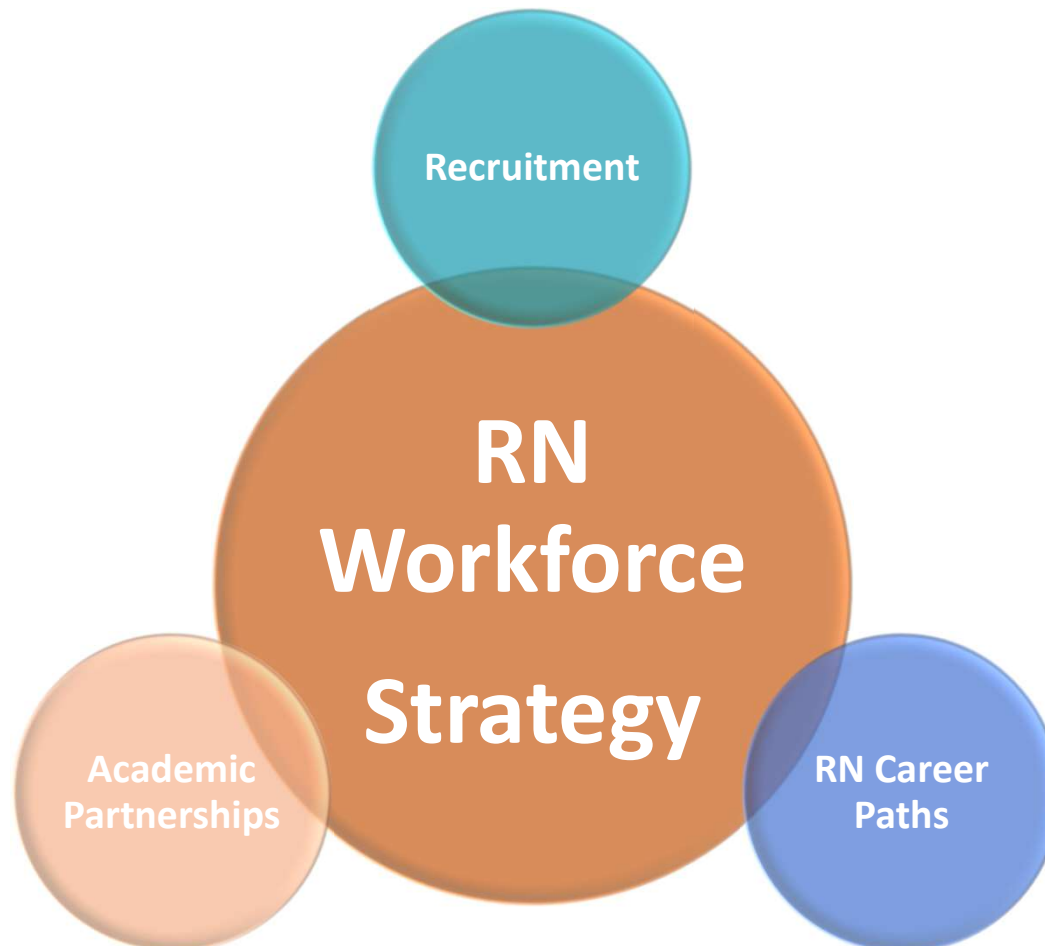 Recruitment
RN
Workforce
Strategy
Academic
Partnerships
RN Career
Paths